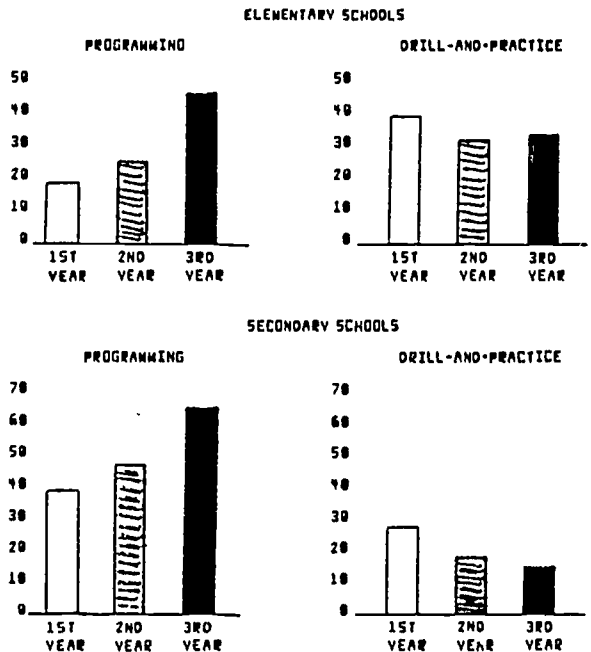 ELEMENTARY SCHOOLS
PROGRAMMING
50
40
30
20
10
0
1ST YEAR
2ND YEAR
3RD YEAR
DRILL-AND-PRACTICE
50
40
30
20
10
0
1ST YEAR
2ND YEAR
3RD YEAR
SECONDARY SCHOOLS
PROGRAMMING
70
60
50
40
30
20
10
0
1ST YEAR
2ND YEAR
3RD YEAR
DRILL-AND-PRACTICE
70
60
50
40
30
20
10
0
1ST YEAR
2ND YEAR
3RD YEAR